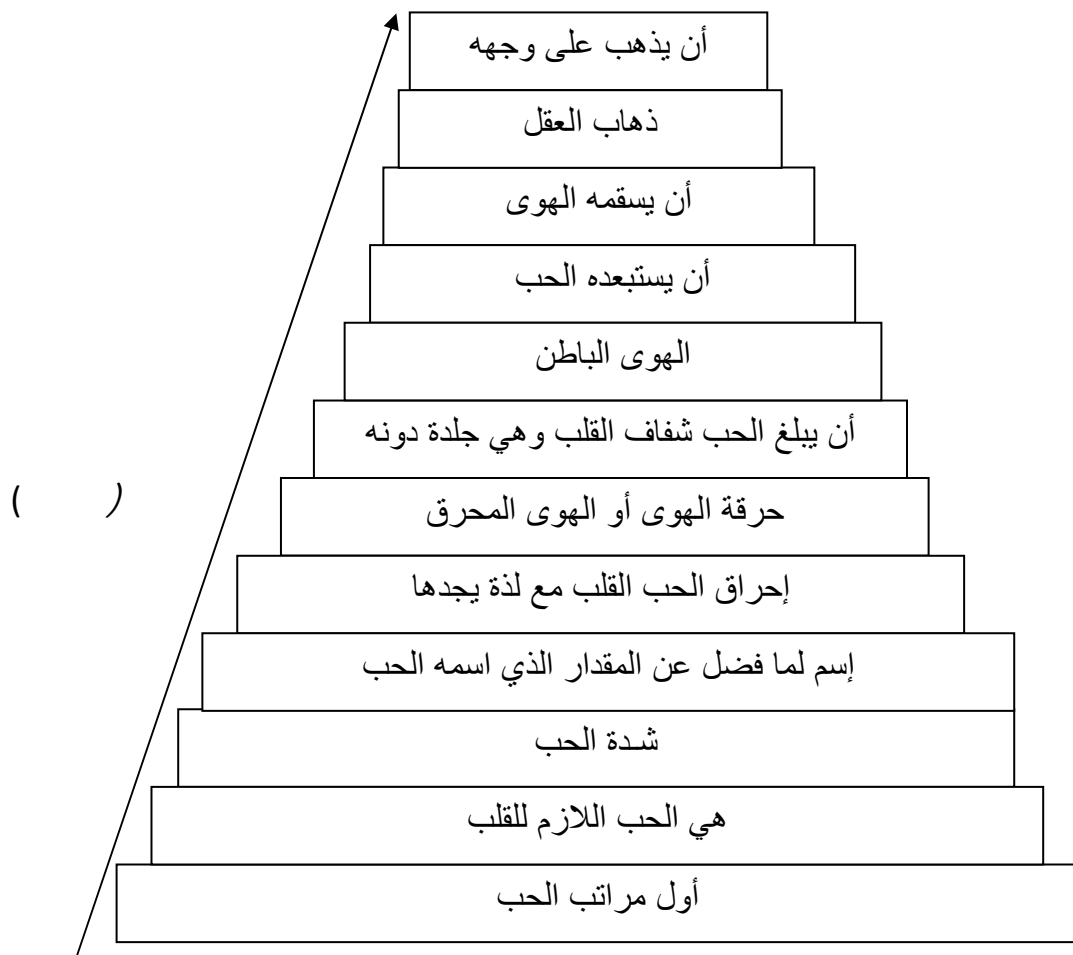 أن يذهب على وجهه
ذهاب العقل
أن يسقمه الهوى
أن يستبعده الحب
الهوى الباطن
أن يبلغ الحب شفاف القلب وهي جلدة دونه
( )
حرقة الهوى أو الهوى المحرق
إحراق الحب القلب مع لذة يجدها
إسم لما فضل عن المقدار الذي اسمه الحب
شدة الحب
هي الحب اللازم للقلب
أول مراتب الحب